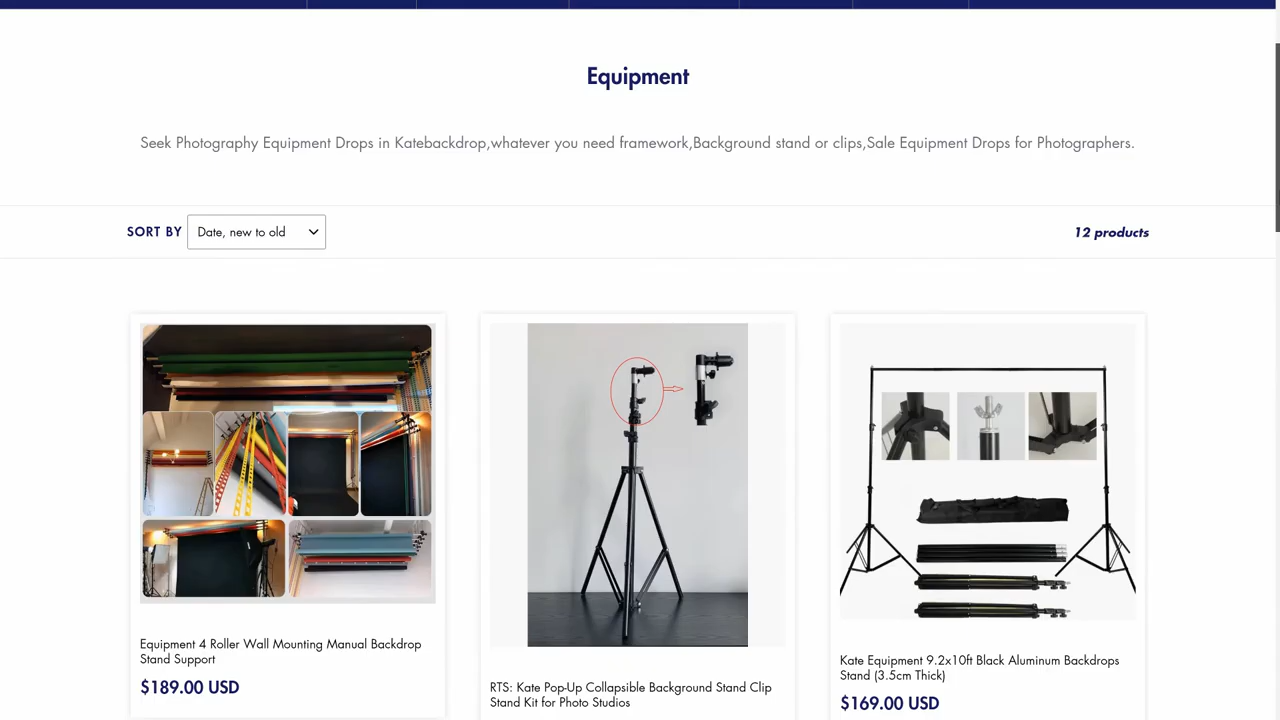 Equipment
Seek Photography Equipment Drops in Katebackdrop,whatever you need framework,Background stand or clips,Sale Equipment Drops for Photographers.
SORT BY
Date, new to old
12 products
Equipment 4 Roller Wall Mounting Manual Backdrop
Stand Support
$189.00 USD
RTS: Kate Pop-Up Collapsible Background Stand Clip
Stand Kit for Photo Studios
Kate Equipment 9.2x10ft Black Aluminum Backdrops
Stand (3.5cm Thick)
$169.00 USD